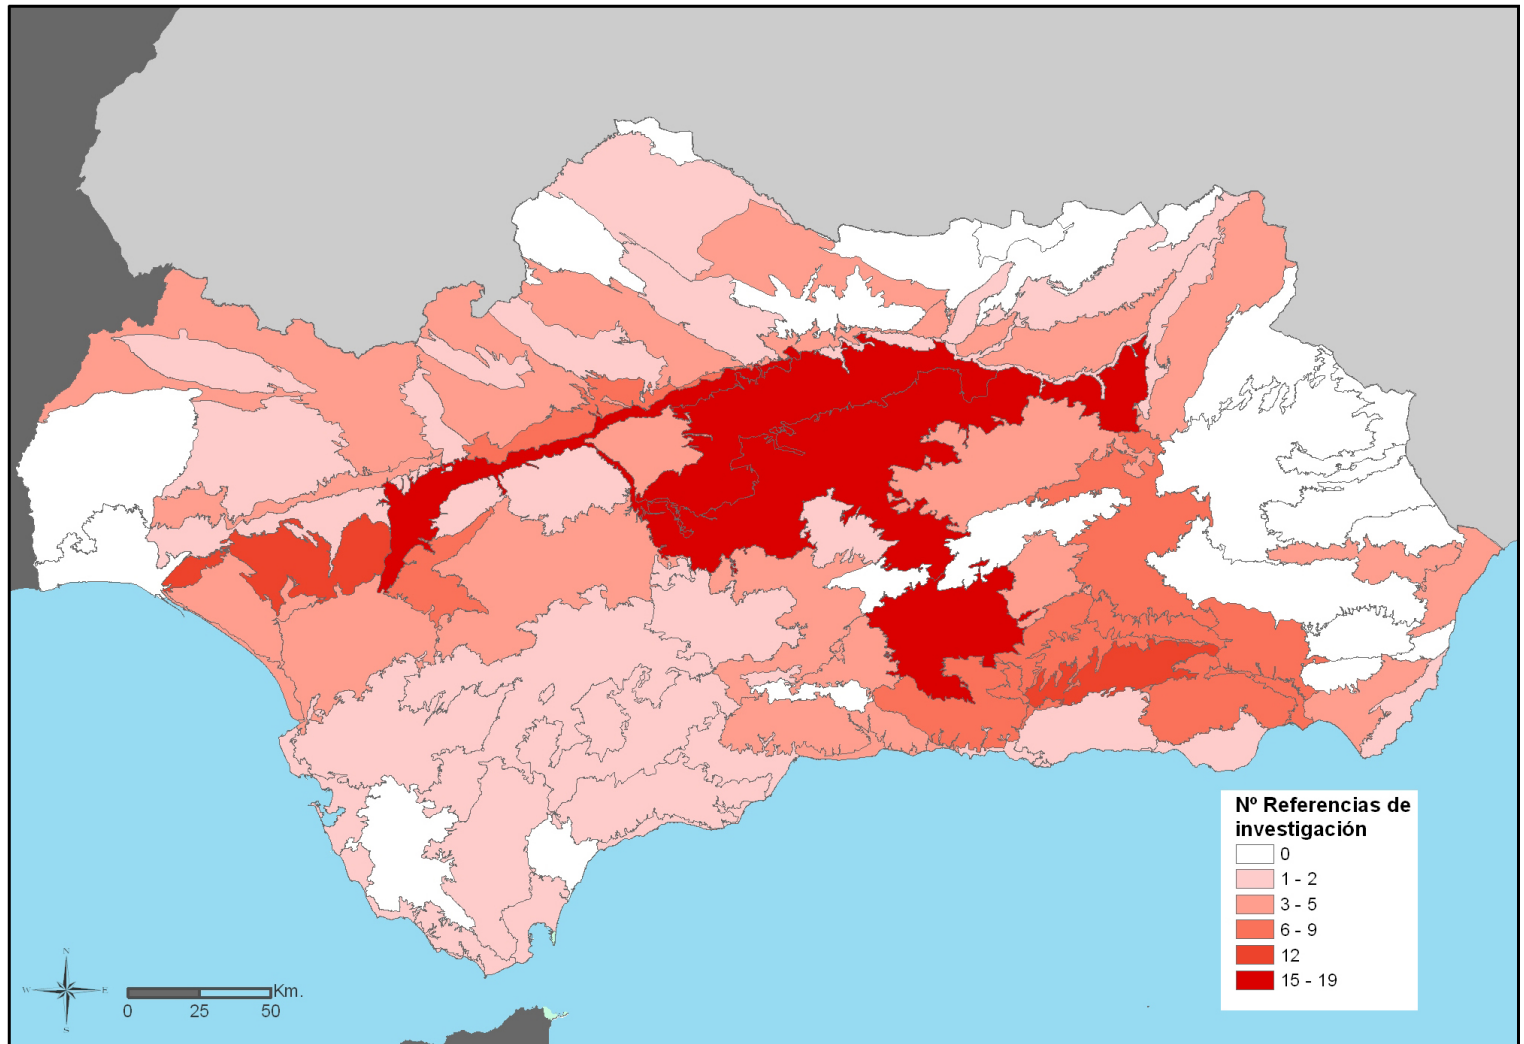 Nº Referencias de
investigación
0
1 - 2
3 - 5
6 - 9
12
15 - 19
N
W E
S
Km.
0 25 50